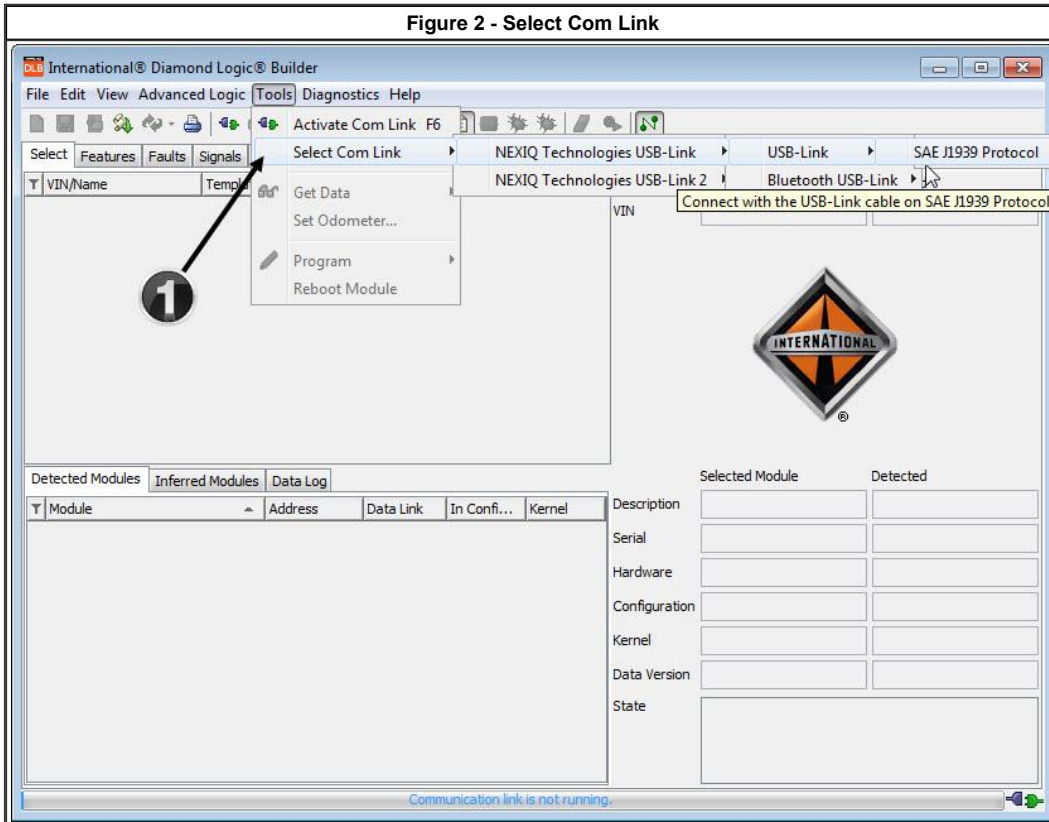 Figure 2 - Select Com Link
DLB International® Diamond Logic® Builder
File Edit View Advanced Logic Tools Diagnostics Help
Activate Com Link F6
Select Features Faults Signals
Select Com Link
NEXIQ Technologies USB-Link
USB-Link
SAE J1939 Protocol
VIN/Name
Templa
Get Data
NEXIQ Technologies USB-Link 2
Bluetooth USB-Link
Connect with the USB-Link cable on SAE J1939 Protocol
VIN
Set Odometer...
Program
Reboot Module
1
INTERNATIONAL
®
Detected Modules Inferred Modules Data Log
Selected Module Detected
Module Address Data Link In Confi... Kernel
Description
Serial
Hardware
Configuration
Kernel
Data Version
State
Communication link is not running.